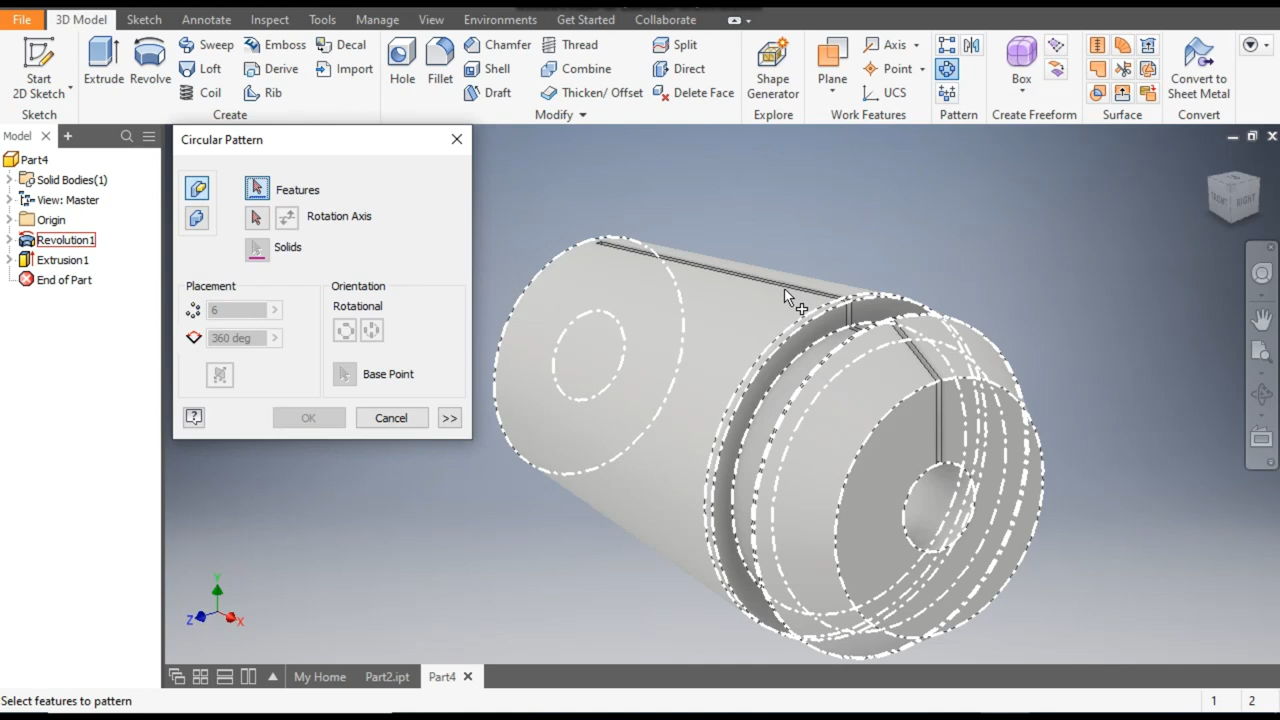 File 3D Model Sketch Annotate Inspect Tools Manage View Environments Get Started Collaborate
Start
2D Sketch
Sketch
Extrude Revolve
Sweep Emboss Decal
Loft Derive Import
Coil Rib
Create
Hole Fillet
Chamfer Thread Split
Shell Combine Direct
Draft Thicken/ Offset Delete Face
Modify
Shape
Generator
Explore
Plane
Axis
Point
UCS
Work Features
Pattern
Box
Create Freeform
Surface
Convert to
Sheet Metal
Convert
Model
Part4
Solid Bodies(1)
View: Master
Origin
Revolution1
Extrusion1
End of Part
Circular Pattern
Features
Rotation Axis
Solids
Placement
6
360 deg
Orientation
Rotational
Base Point
?
OK Cancel >>
FRONT RIGHT
Y
Z
X
My Home Part2.ipt Part4
Select features to pattern 1 2